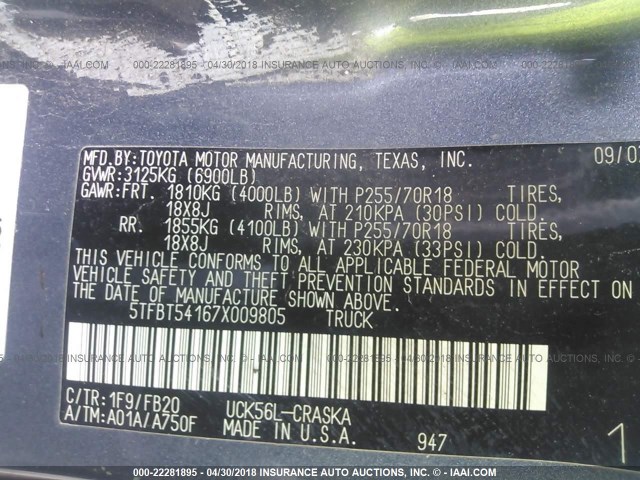 000-22281895 - 04/30/2018 INSURANCE AUTO AUCTIONS, CORP. - IAAI.COM
MFD.BY:TOYOTA MOTOR MANUFACTURING, TEXAS, INC. 09/07
GVWR:3125KG (6900LB)
GAWR:FRT. 1810KG (4000LB) WITH P255/70R18 TIRES,
18X8J RIMS, AT 210KPA (30PSI) COLD.
RR. 1855KG (4100LB) WITH P255/70R18 TIRES,
18X8J RIMS, AT 230KPA (33PSI) COLD.
THIS VEHICLE CONFORMS TO ALL APPLICABLE FEDERAL MOTOR
VEHICLE SAFETY AND THEFT PREVENTION STANDARDS IN EFFECT ON
THE DATE OF MANUFACTURE SHOWN ABOVE.
5TFBT54167X009805 TRUCK
C/TR:1F9/FB20 UCK56L-CRASKA
A/TM:A01A/A750F MADE IN U.S.A. 947 1
000-22281895 - 04/30/2018 INSURANCE AUTO AUCTIONS, CORP. - IAAI.COM